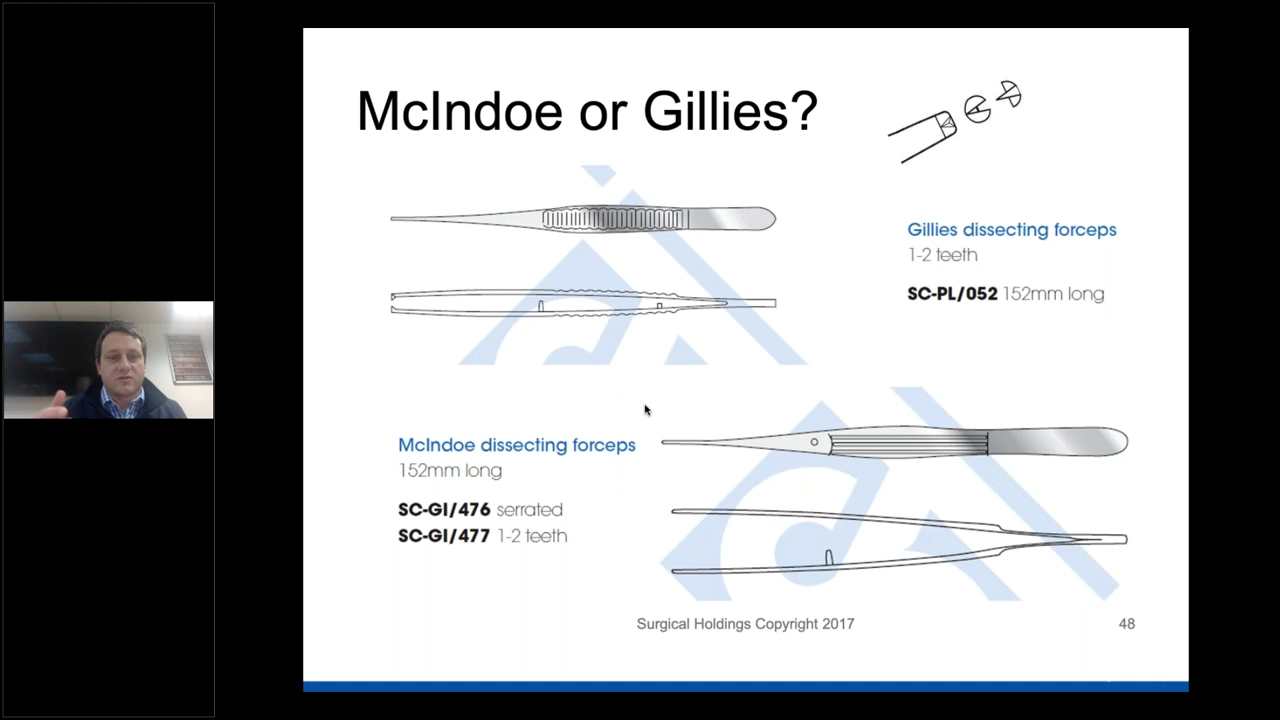 McIndoe or Gillies?
Gillies dissecting forceps
1-2 teeth
SC-PL/052 152mm long
McIndoe dissecting forceps
152mm long
SC-GI/476 serrated
SC-GI/477 1-2 teeth
Surgical Holdings Copyright 2017
48